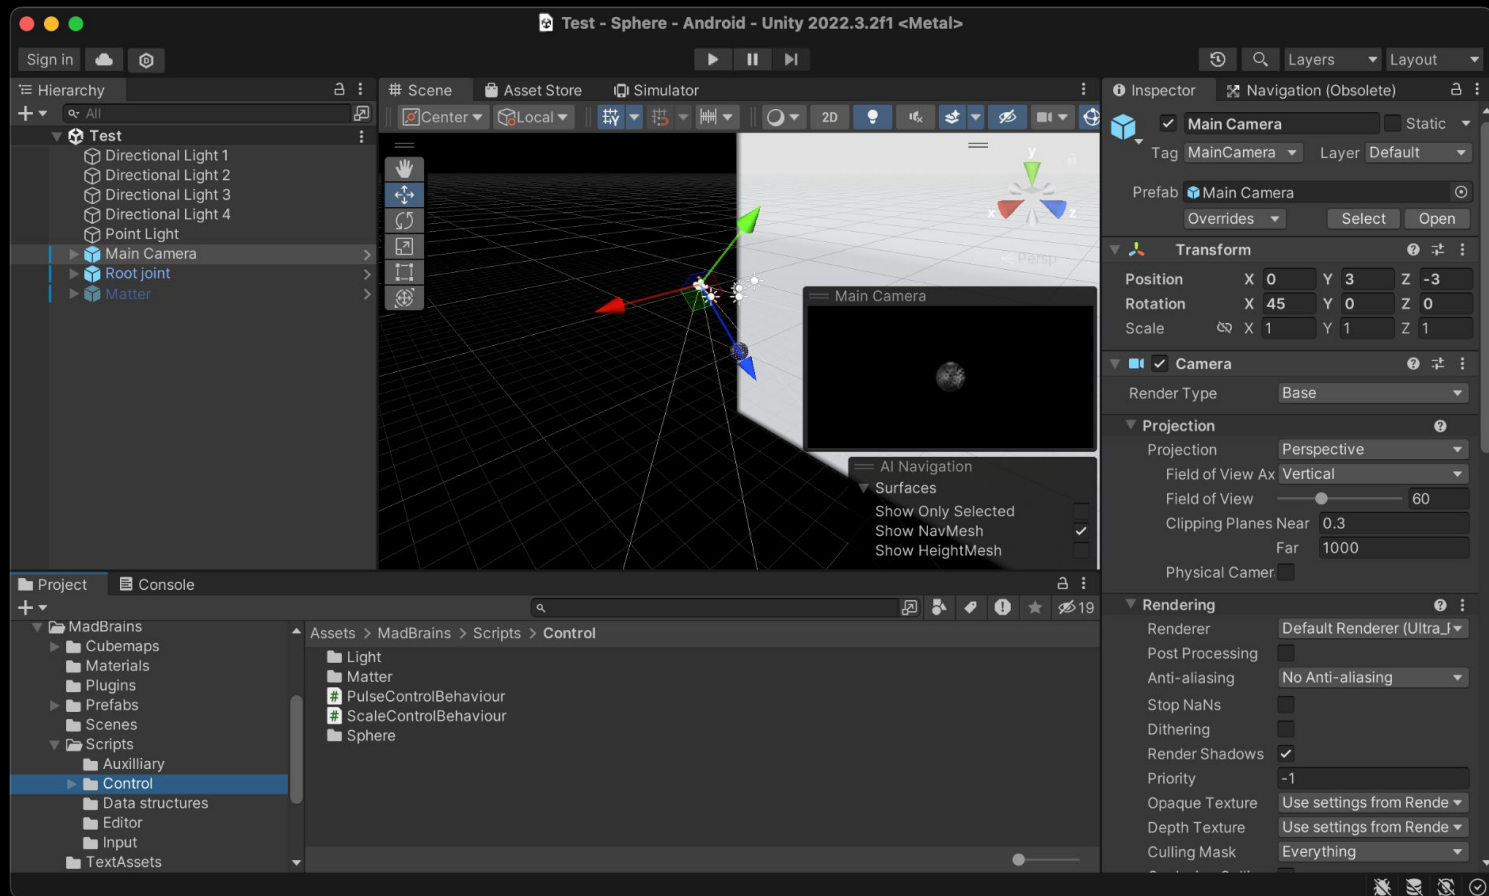 Test - Sphere - Android - Unity 2022.3.2f1 <Metal>
Sign in
Layers
Layout
Hierarchy
All
Test
Directional Light 1
Directional Light 2
Directional Light 3
Directional Light 4
Point Light
Main Camera
Root joint
Matter
Scene
Asset Store
Simulator
Center
Local
2D
y
x
z
Persp
Main Camera
AI Navigation
Surfaces
Show Only Selected
Show NavMesh
Show HeightMesh
Inspector
Navigation (Obsolete)
Main Camera
Static
Tag MainCamera Layer Default
Prefab Main Camera
Overrides Select Open
Transform
Position X 0 Y 3 Z -3
Rotation X 45 Y 0 Z 0
Scale X 1 Y 1 Z 1
Camera
Render Type Base
Projection
Projection Perspective
Field of View Ax Vertical
Field of View 60
Clipping Planes Near 0.3
Far 1000
Physical Camer
Rendering
Renderer Default Renderer (Ultra_
Post Processing
Anti-aliasing No Anti-aliasing
Stop NaNs
Dithering
Render Shadows
Priority -1
Opaque Texture Use settings from Rende
Depth Texture Use settings from Rende
Culling Mask Everything
Project
Console
19
MadBrains
Cubemaps
Materials
Plugins
Prefabs
Scenes
Scripts
Auxilliary
Control
Data structures
Editor
Input
TextAssets
Assets > MadBrains > Scripts > Control
Light
Matter
PulseControlBehaviour
ScaleControlBehaviour
Sphere